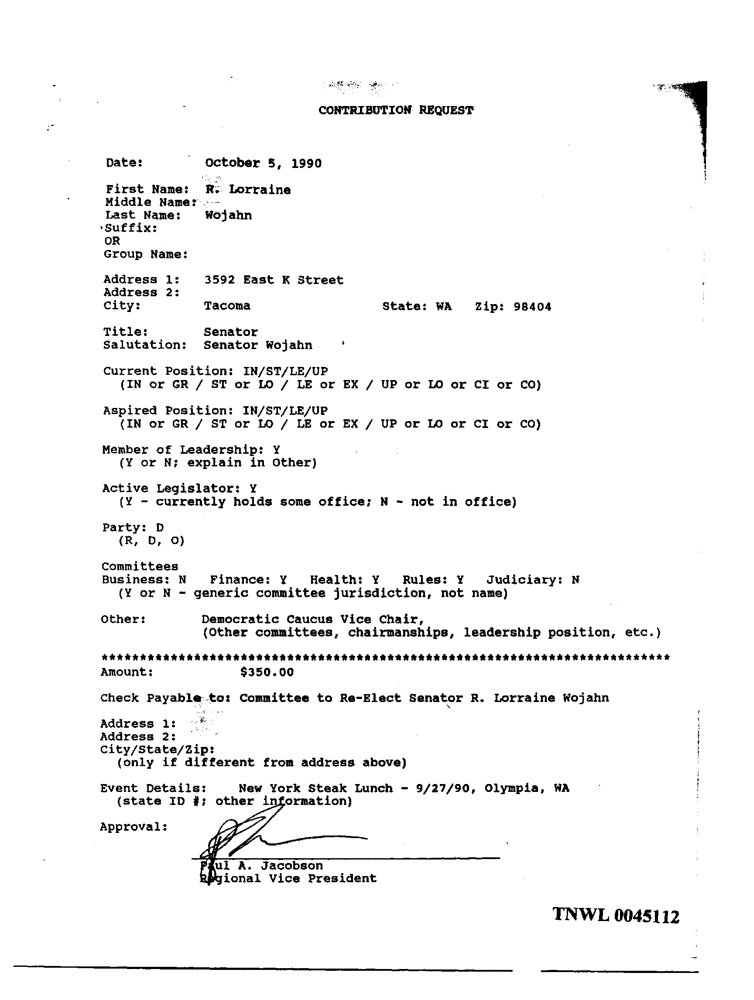 CONTRIBUTION REQUEST
Date: October 5, 1990
First Name: R. Lorraine
Middle Name:
Last Name: Wojahn
Suffix:
OR
Group Name:
Address 1: 3592 East K Street
Address 2:
City: Tacoma State: WA Zip: 98404
Title: Senator
Salutation: Senator Wojahn
Current Position: IN/ST/LE/UP
(IN or GR / ST or LO / LE or EX / UP or LO or CI or CO)
Aspired Position: IN/ST/LE/UP
(IN or GR / ST or LO / LE or EX / UP or LO or CI or CO)
Member of Leadership: Y
(Y or N; explain in Other)
Active Legislator: Y
(Y - currently holds some office; N - not in office)
Party: D
(R, D, O)
Committees
Business: N Finance: Y Health: Y Rules: Y Judiciary: N
(Y or N - generic committee jurisdiction, not name)
Other: Democratic Caucus Vice Chair,
(Other committees, chairmanships, leadership position, etc.)
***************************************************************************
Amount: $350.00
Check Payable to: Committee to Re-Elect Senator R. Lorraine Wojahn
Address 1:
Address 2:
City/State/Zip:
(only if different from address above)
Event Details: New York Steak Lunch - 9/27/90, Olympia, WA
(state ID #; other information)
Approval:
Paul A. Jacobson
Regional Vice President
TNWL 0045112